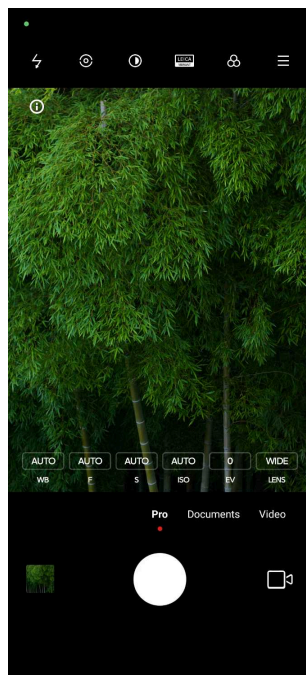 LEICA
AUTO AUTO AUTO AUTO 0 WIDE
WB F S ISO EV LENS
Pro Documents Video